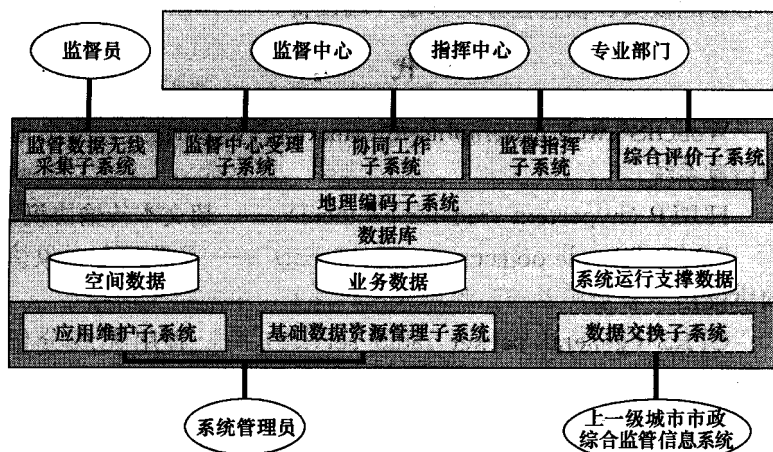 监督员
监督中心
指挥中心
专业部门
监管数据无线
采集子系统
监督中心受理
子系统
协同工作
子系统
监督指挥
子系统
综合评价子系统
地理编码子系统
数据库
空间数据
业务数据
系统运行支撑数据
应用维护子系统
基础数据资源管理子系统
数据交换子系统
系统管理员
上一级城市市政
综合监管信息系统